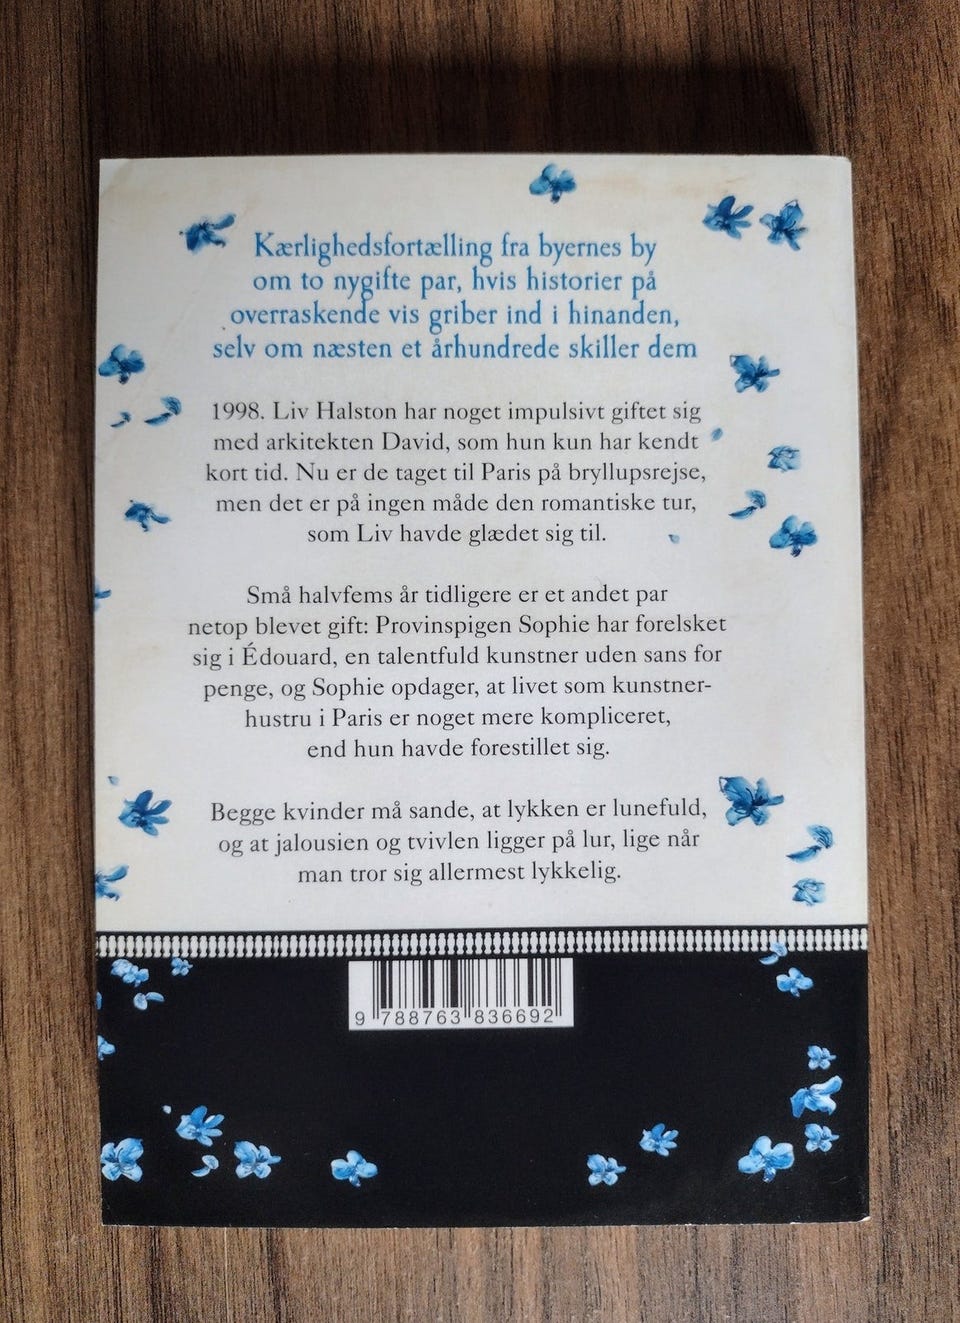 Kærlighedsfortælling fra byernes by
om to nygifte par, hvis historier på
overraskende vis griber ind i hinanden,
selv om næsten et århundrede skiller dem
1998. Liv Halston har noget impulsivt giftet sig
med arkitekten David, som hun kun har kendt
kort tid. Nu er de taget til Paris på bryllupsrejse,
men det er på ingen måde den romantiske tur,
som Liv havde glædet sig til.
Små halvfems år tidligere er et andet par
netop blevet gift: Provinspigen Sophie har forelsket
sig i Édouard, en talentfuld kunstner uden sans for
penge, og Sophie opdager, at livet som kunstner-
hustru i Paris er noget mere kompliceret,
end hun havde forestillet sig.
Begge kvinder må sande, at lykken er lunefuld,
og at jalousien og tvivlen ligger på lur, lige når
man tror sig allermest lykkelig.
9 788763 836692